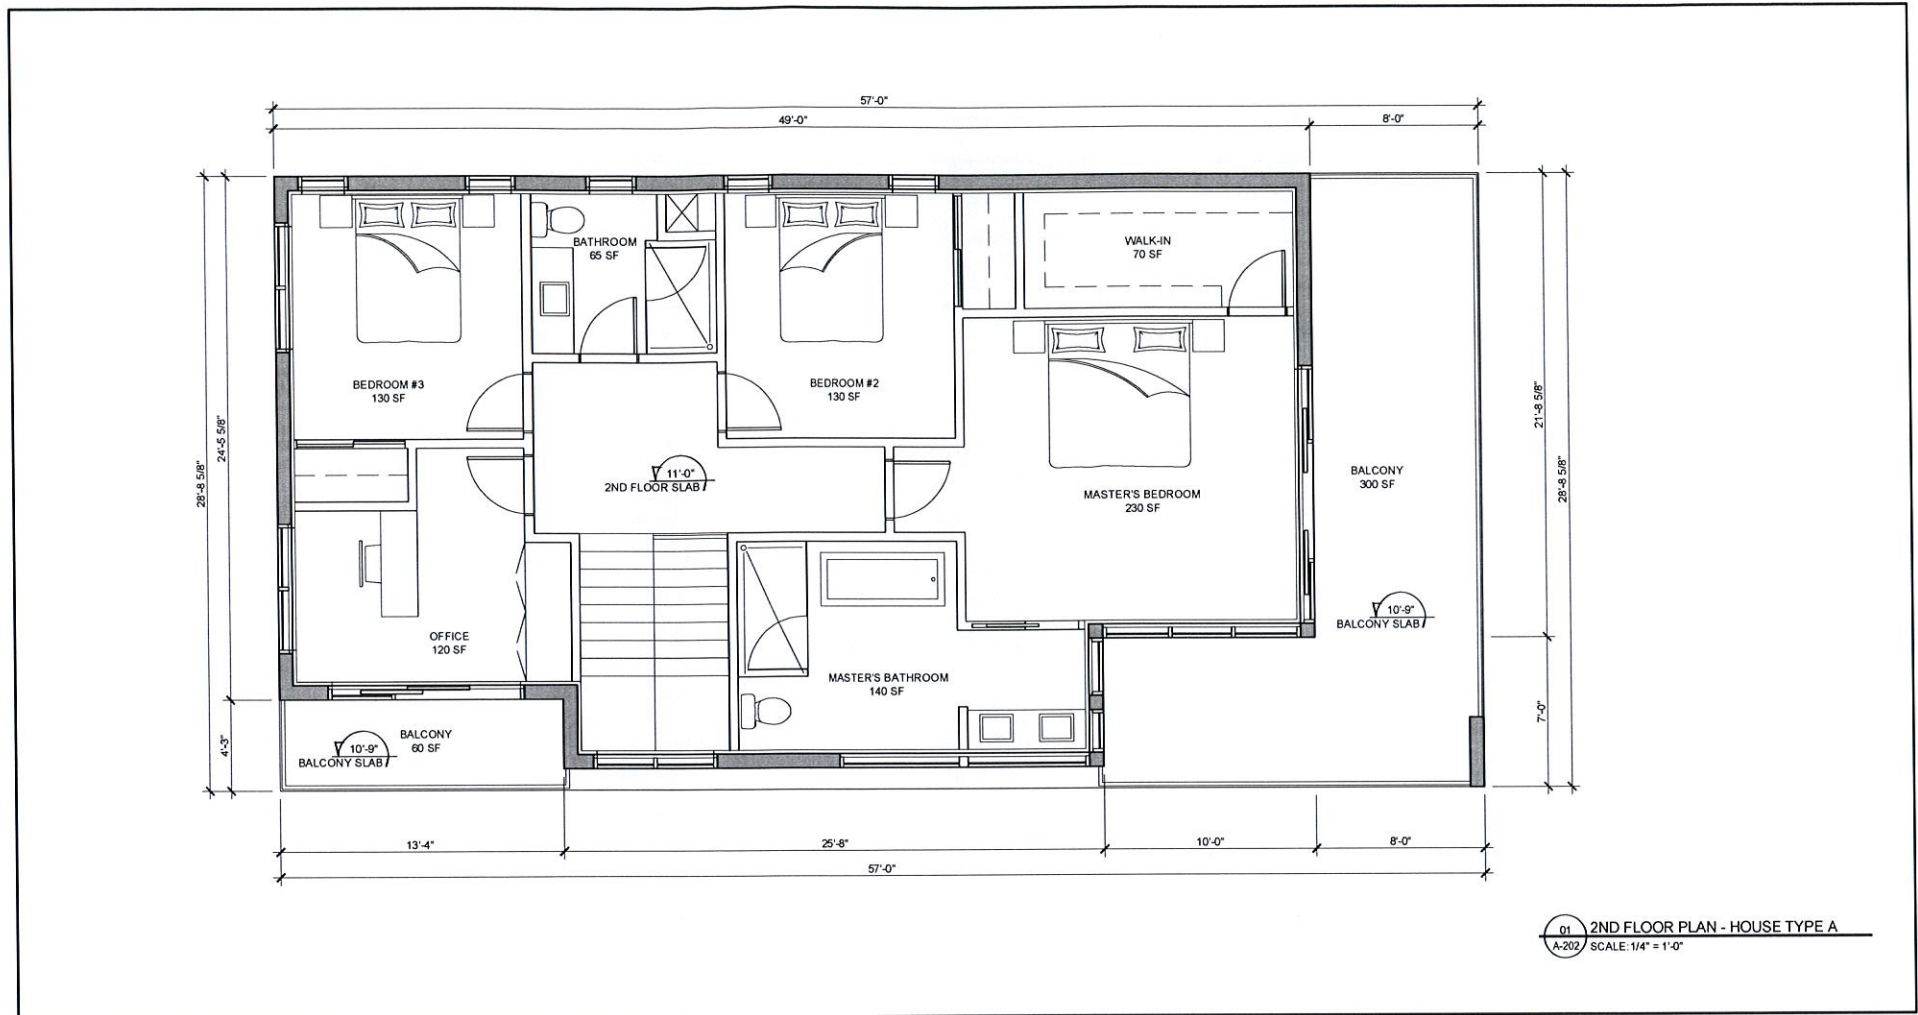 57'-0"
49'-0"
8'-0"
BATHROOM
65 SF
WALK-IN
70 SF
BEDROOM #3
130 SF
BEDROOM #2
130 SF
28'-8 5/8"
24'-5 5/8"
11'-0"
2ND FLOOR SLAB
MASTER'S BEDROOM
230 SF
BALCONY
300 SF
21'-8 5/8"
28'-8 5/8"
10'-9"
BALCONY SLAB
OFFICE
120 SF
MASTER'S BATHROOM
140 SF
4'-3"
BALCONY
60 SF
10'-9"
BALCONY SLAB
7'-0"
13'-4"
25'-8"
10'-0"
8'-0"
57'-0"
01
A-202
2ND FLOOR PLAN - HOUSE TYPE A
SCALE: 1/4" = 1'-0"